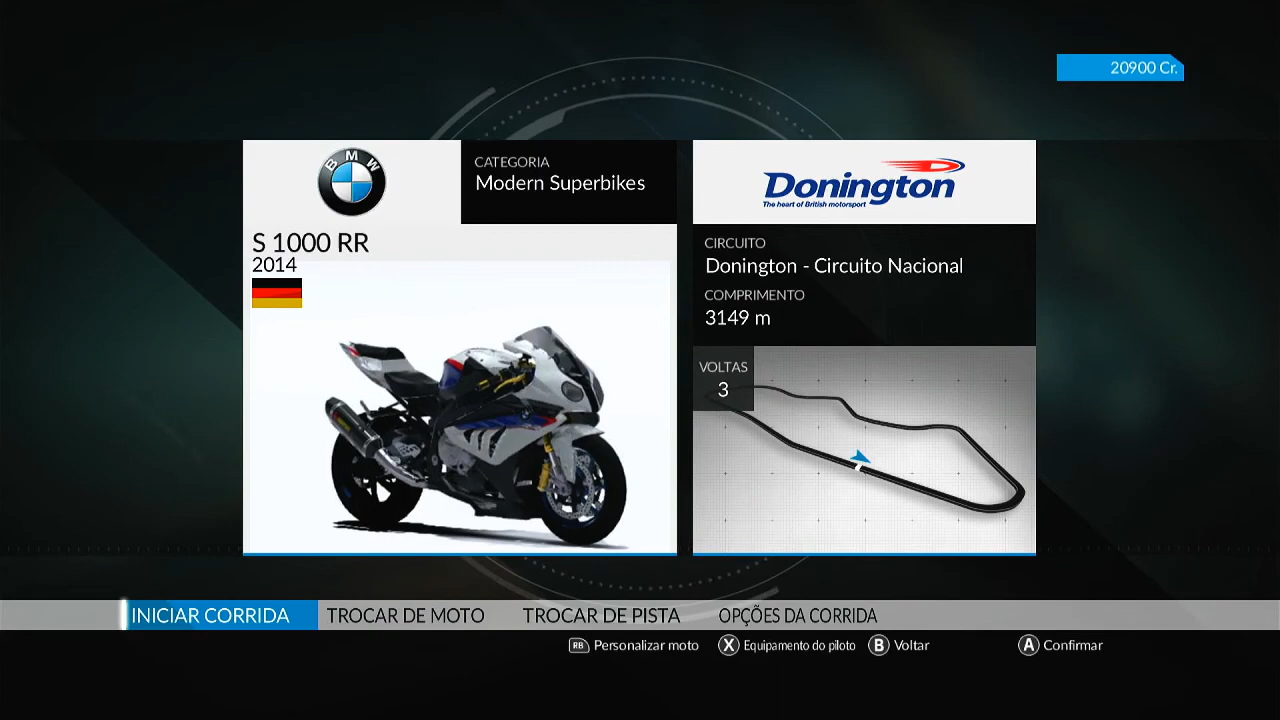 20900 Cr.
BMW
CATEGORIA
Modern Superbikes
S 1000 RR
2014
Donington
The heart of British motorsport
CIRCUITO
Donington - Circuito Nacional
COMPRIMENTO
3149 m
VOLTAS
3
INICIAR CORRIDA TROCAR DE MOTO TROCAR DE PISTA OPÇÕES DA CORRIDA
RB Personalizar moto X Equipamento do piloto B Voltar A Confirmar